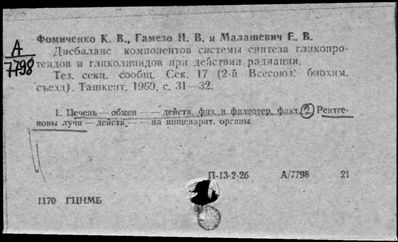 Фомиченко К. В., Гамезо Н. В. и Малашевич Е. В.
А
7798
Дисбаланс компонентов системы синтеза гликопро-
теидов и гликолипидов при действии радиации.
Тез. секц. сообщ. Сек. 17 (2-й Всесоюз. биохим.
съезд). Ташкент, 1969, с. 31—32.
1. Печень — обмен — — действ. физ. и физиотер. факт. 2 Рентге-
новы лучи — действ. — — на пищеварит. органы.
П-13-2-26 А/7798 21
1170 ГЦНМБ